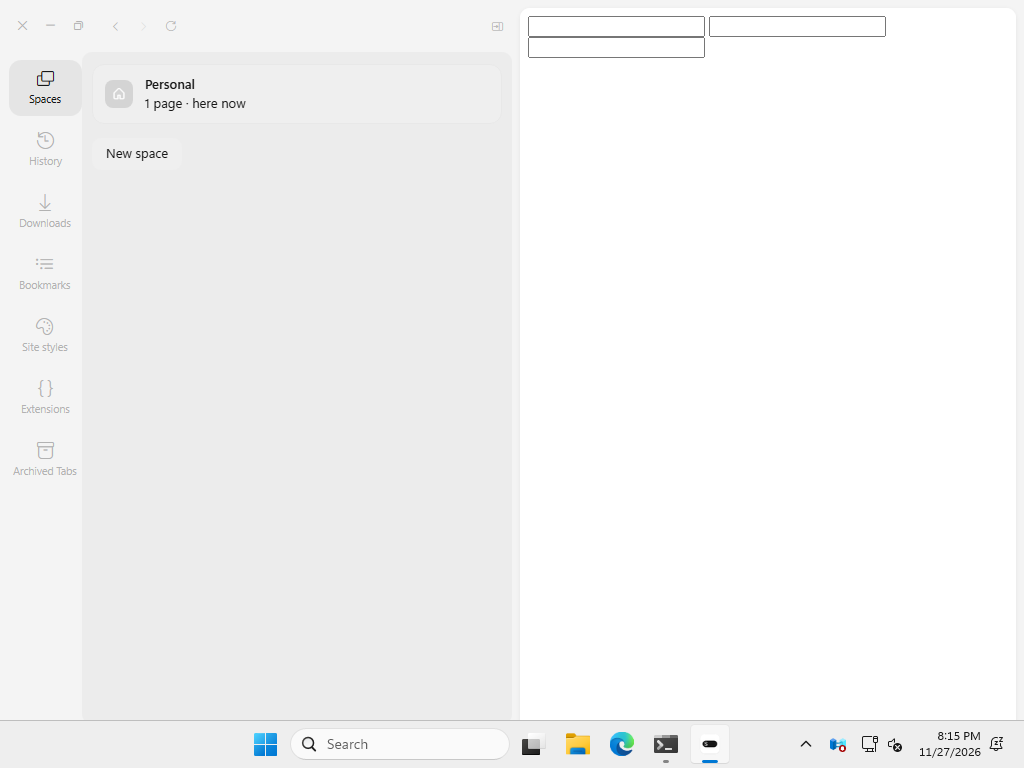 Spaces
History
Downloads
Bookmarks
Site styles
Extensions
Archived Tabs
Personal
1 page · here now
New space
Search
8:15 PM
11/27/2026